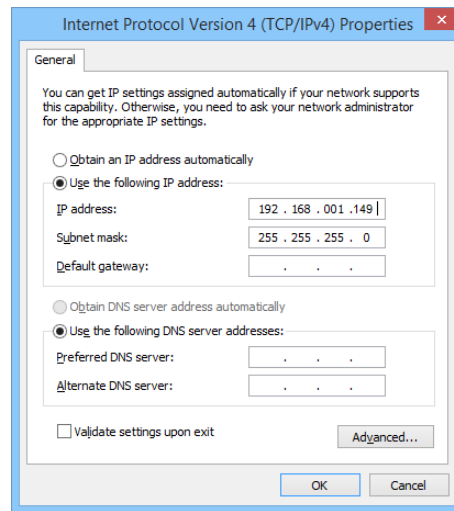 Internet Protocol Version 4 (TCP/IPv4) Properties
General
You can get IP settings assigned automatically if your network supports
this capability. Otherwise, you need to ask your network administrator
for the appropriate IP settings.
Obtain an IP address automatically
Use the following IP address:
IP address: 192 . 168 . 001 .149
Subnet mask: 255 . 255 . 255 . 0
Default gateway: . . .
Obtain DNS server address automatically
Use the following DNS server addresses:
Preferred DNS server: . . .
Alternate DNS server: . . .
Validate settings upon exit
Advanced...
OK Cancel